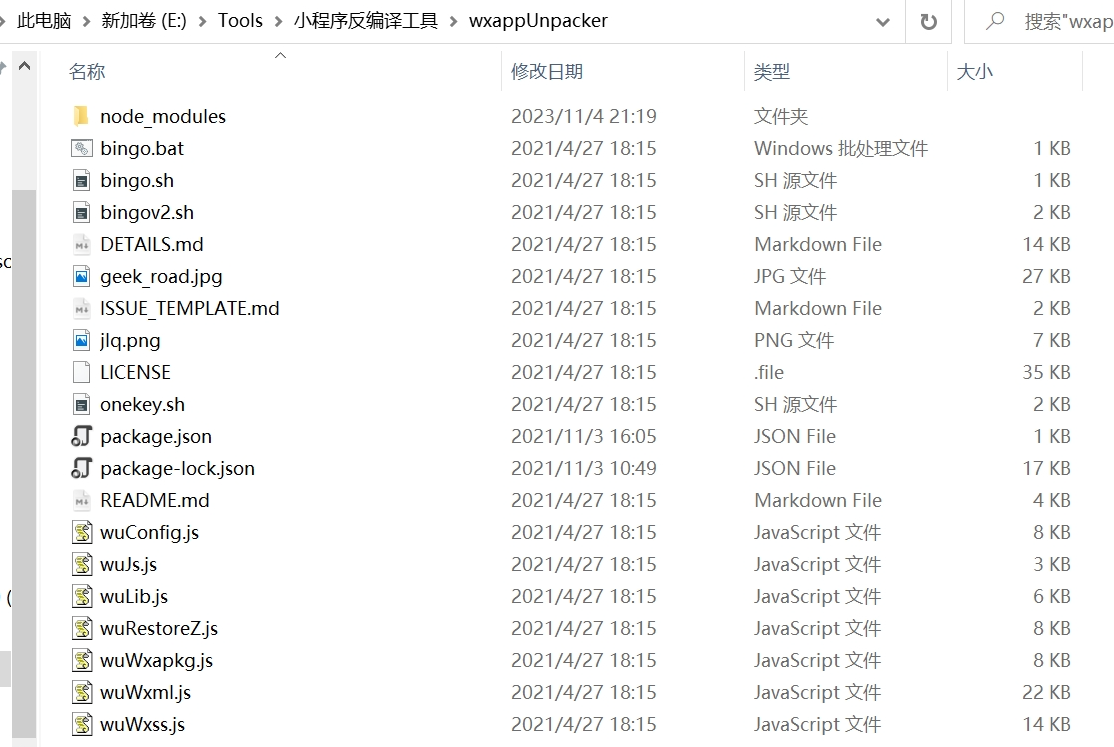 此电脑 > 新加卷 (E:) > Tools > 小程序反编译工具 > wxappUnpacker 搜索"wxap
名称 修改日期 类型 大小
node_modules 2023/11/4 21:19 文件夹
bingo.bat 2021/4/27 18:15 Windows 批处理文件 1 KB
bingo.sh 2021/4/27 18:15 SH 源文件 1 KB
bingov2.sh 2021/4/27 18:15 SH 源文件 2 KB
DETAILS.md 2021/4/27 18:15 Markdown File 14 KB
geek_road.jpg 2021/4/27 18:15 JPG 文件 27 KB
ISSUE_TEMPLATE.md 2021/4/27 18:15 Markdown File 2 KB
jlq.png 2021/4/27 18:15 PNG 文件 7 KB
LICENSE 2021/4/27 18:15 .file 35 KB
onekey.sh 2021/4/27 18:15 SH 源文件 2 KB
package.json 2021/11/3 16:05 JSON File 1 KB
package-lock.json 2021/11/3 10:49 JSON File 17 KB
README.md 2021/4/27 18:15 Markdown File 4 KB
wuConfig.js 2021/4/27 18:15 JavaScript 文件 8 KB
wuJs.js 2021/4/27 18:15 JavaScript 文件 3 KB
wuLib.js 2021/4/27 18:15 JavaScript 文件 6 KB
wuRestoreZ.js 2021/4/27 18:15 JavaScript 文件 8 KB
wuWxapkg.js 2021/4/27 18:15 JavaScript 文件 8 KB
wuWxml.js 2021/4/27 18:15 JavaScript 文件 22 KB
wuWxss.js 2021/4/27 18:15 JavaScript 文件 14 KB